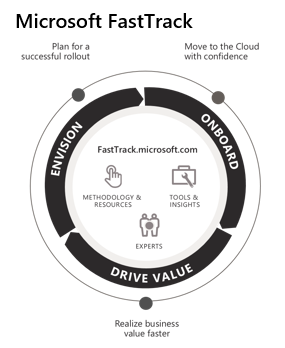 Microsoft FastTrack
Plan for a
successful rollout
Move to the Cloud
with confidence
ENVISION
ONBOARD
FastTrack.microsoft.com
METHODOLOGY &
RESOURCES
TOOLS &
INSIGHTS
EXPERTS
DRIVE VALUE
Realize business
value faster